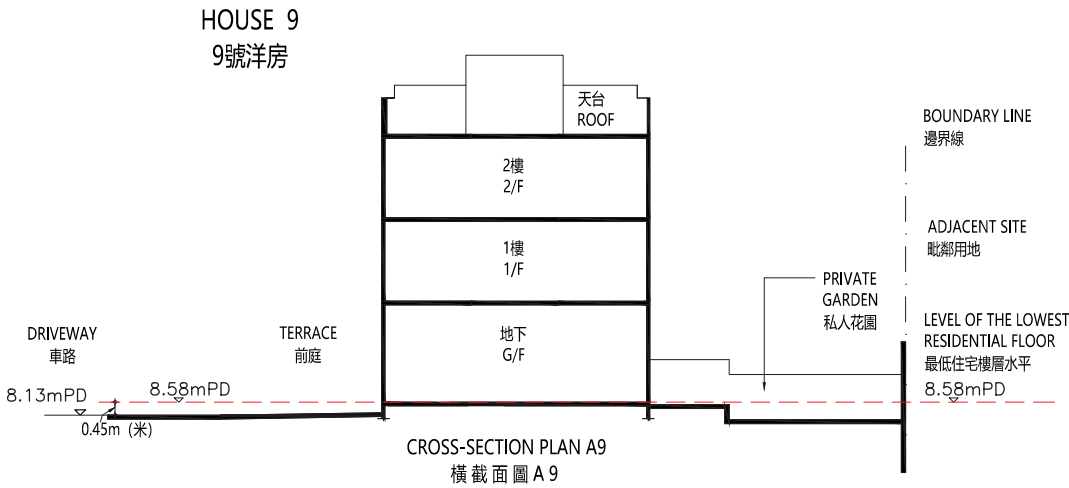 HOUSE 9
9號洋房
天台
ROOF
BOUNDARY LINE
邊界線
2樓
2/F
ADJACENT SITE
毗鄰用地
1樓
1/F
PRIVATE
GARDEN
私人花園
DRIVEWAY
車路
TERRACE
前庭
地下
G/F
LEVEL OF THE LOWEST
RESIDENTIAL FLOOR
最低住宅樓層水平
8.13mPD
8.58mPD
8.58mPD
0.45m (米)
CROSS-SECTION PLAN A9
橫截面圖A9